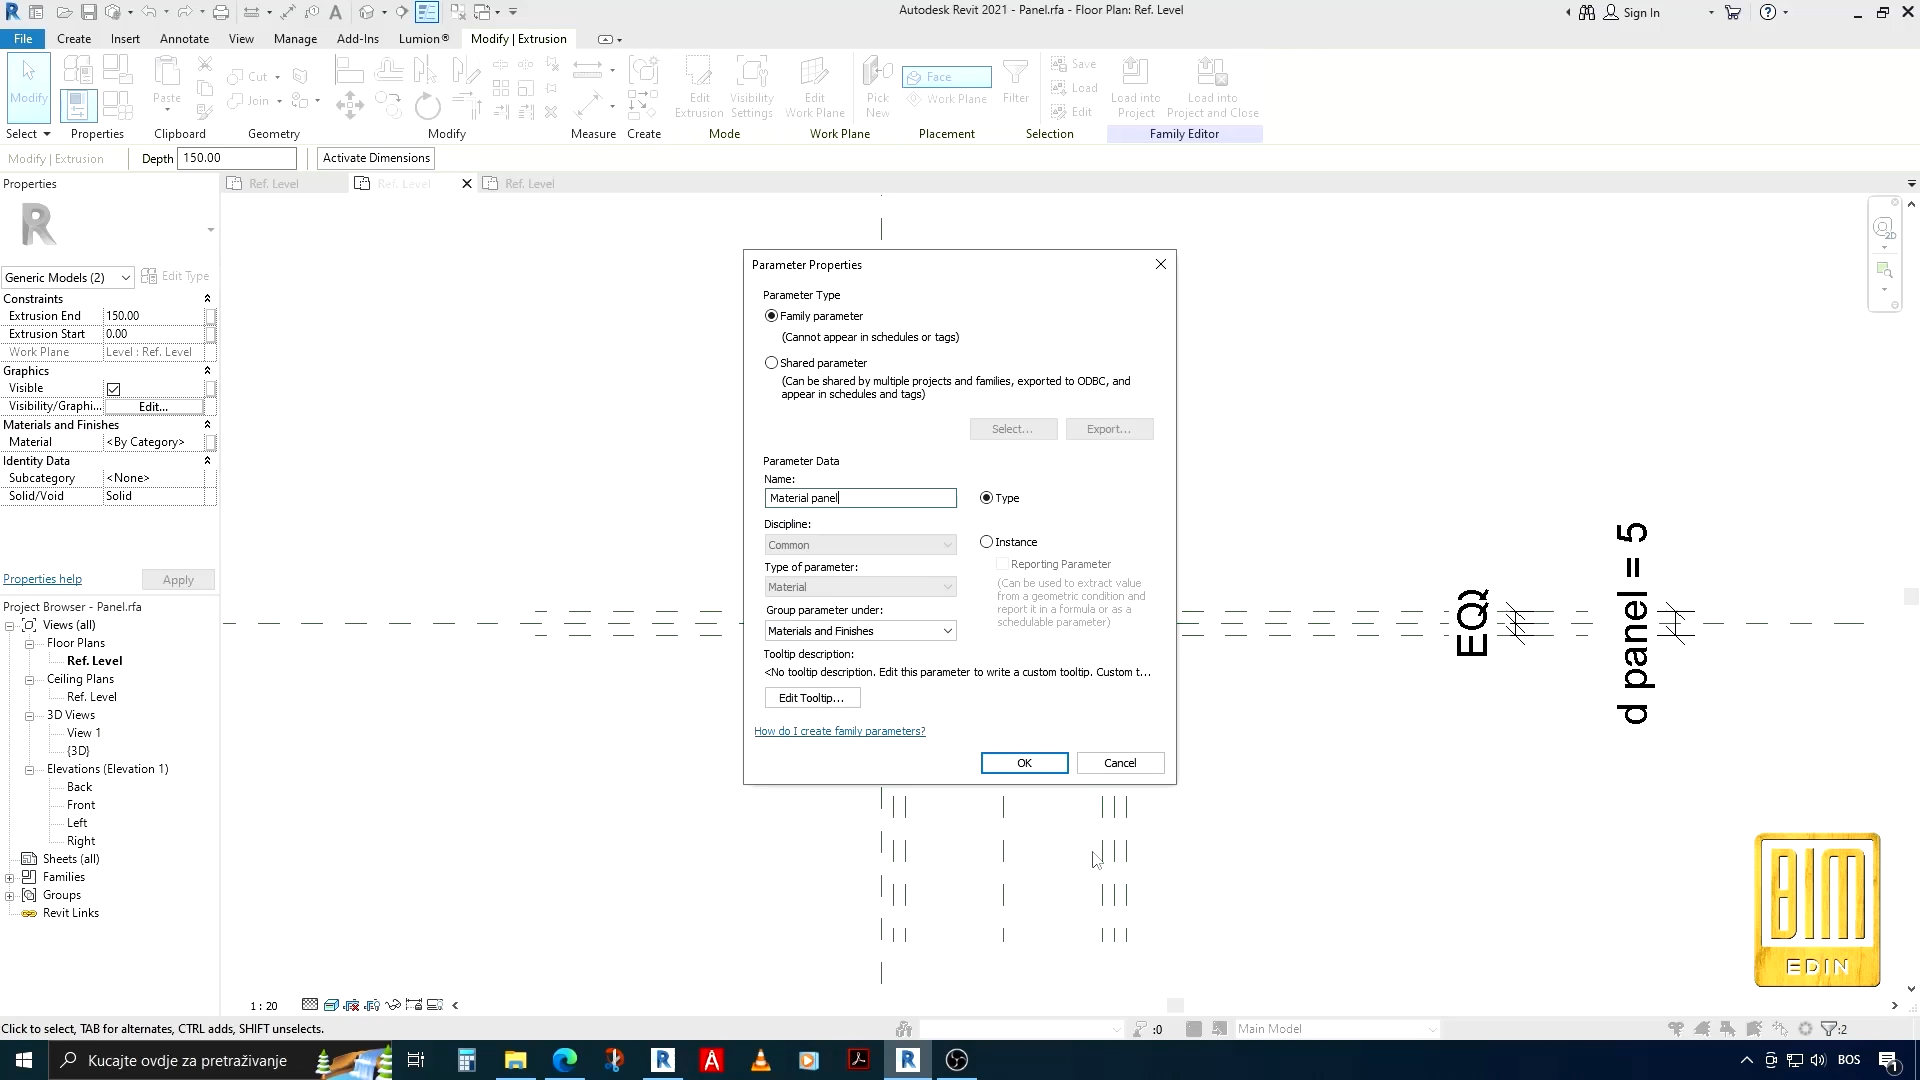 Autodesk Revit 2021 - Panel.rfa - Floor Plan: Ref. Level
Sign In
File
Create
Insert
Annotate
View
Manage
Add-Ins
Lumion®
Modify | Extrusion
Modify
Paste
Cut
Join
Edit Extrusion
Visibility Settings
Edit Work Plane
Pick New
Face
Work Plane
Filter
Save
Load
Edit
Load into Project
Load into Project and Close
Select
Properties
Clipboard
Geometry
Modify
Measure
Create
Mode
Work Plane
Placement
Selection
Family Editor
Modify | Extrusion
Depth
150.00
Activate Dimensions
Properties
Ref. Level
Ref. Level
Ref. Level
Generic Models (2)
Edit Type
Constraints
Extrusion End 150.00
Extrusion Start 0.00
Work Plane Level : Ref. Level
Graphics
Visible
Visibility/Graphi... Edit...
Materials and Finishes
Material <By Category>
Identity Data
Subcategory <None>
Solid/Void Solid
Properties help
Apply
Project Browser - Panel.rfa
Views (all)
Floor Plans
Ref. Level
Ceiling Plans
Ref. Level
3D Views
View 1
{3D}
Elevations (Elevation 1)
Back
Front
Left
Right
Sheets (all)
Families
Groups
Revit Links
Parameter Properties
Parameter Type
Family parameter
(Cannot appear in schedules or tags)
Shared parameter
(Can be shared by multiple projects and families, exported to ODBC, and
appear in schedules and tags)
Select...
Export...
Parameter Data
Name:
Material panel
Type
Discipline:
Common
Instance
Reporting Parameter
(Can be used to extract value
from a geometric condition and
report it in a formula or as a
schedulable parameter)
Type of parameter:
Material
Group parameter under:
Materials and Finishes
Tooltip description:
<No tooltip description. Edit this parameter to write a custom tooltip. Custom t...
Edit Tooltip...
How do I create family parameters?
OK
Cancel
EQ
d panel = 5
2D
BIM
EDIN
1 : 20
Click to select, TAB for alternates, CTRL adds, SHIFT unselects.
:0
Main Model
:2
Kucajte ovdje za pretraživanje
BOS
1